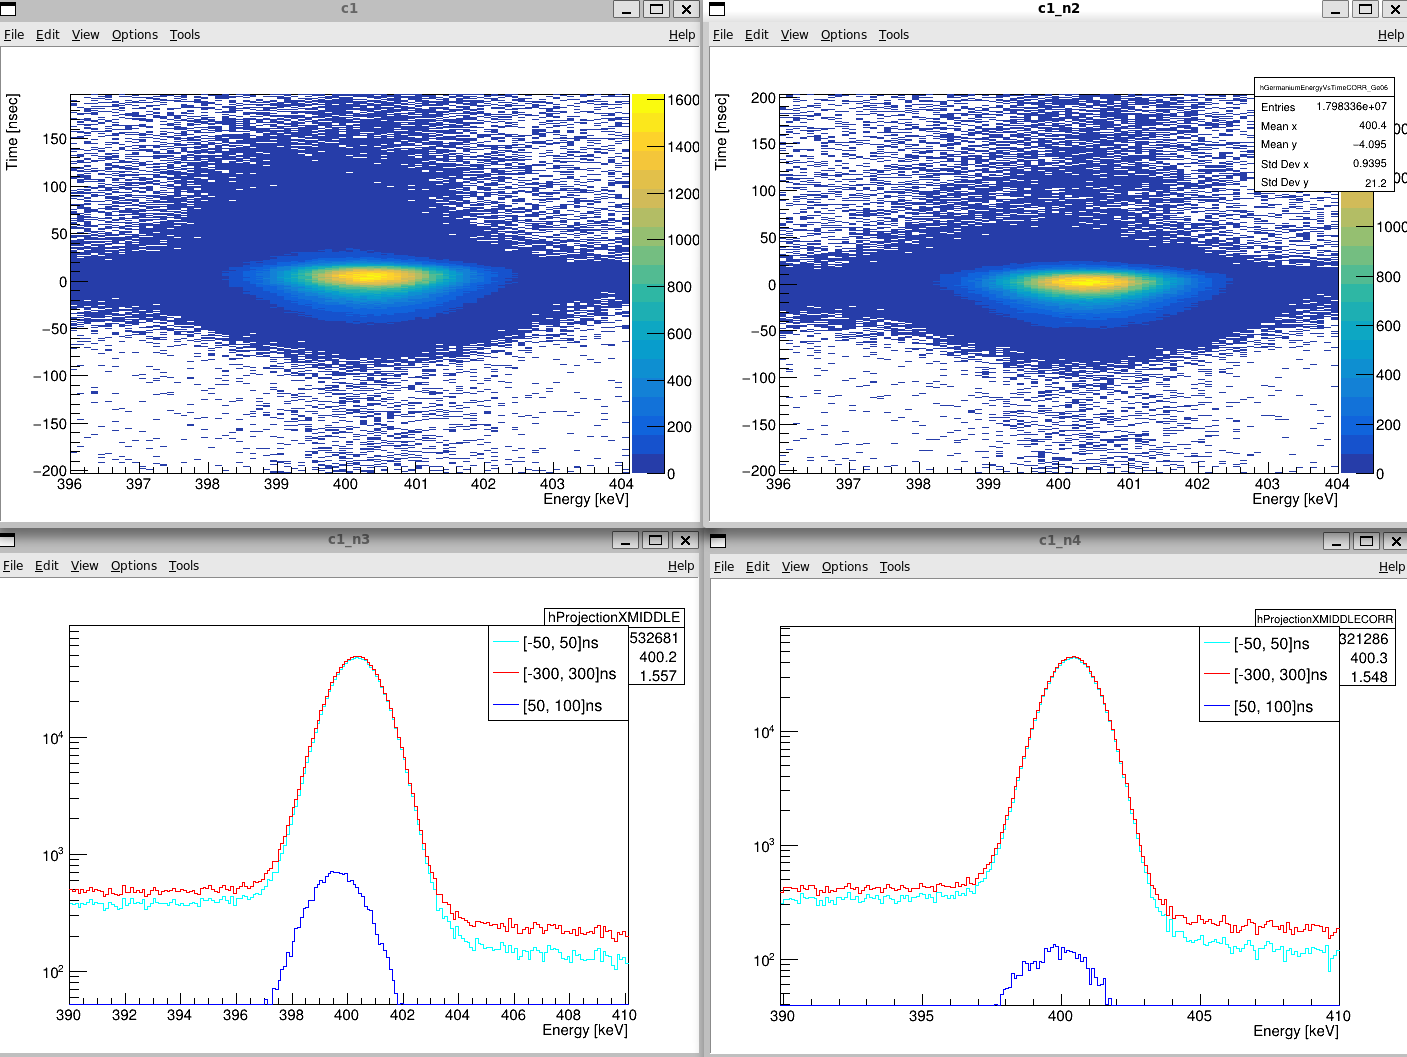 c1
File Edit View Options Tools Help
Time [nsec]
150
100
50
0
−50
−100
−150
−200
396 397 398 399 400 401 402 403 404
Energy [keV]
1600
1400
1200
1000
800
600
400
200
0
c1_n2
File Edit View Options Tools Help
hGermaniumEnergyVsTimeCORR_Ge06
Entries 1.798336e+07
Mean x 400.4
Mean y −4.095
Std Dev x 0.9395
Std Dev y 21.2
Time [nsec]
200
150
100
50
0
−50
−100
−150
−200
396 397 398 399 400 401 402 403 404
Energy [keV]
00
00
1000
800
600
400
200
0
c1_n3
File Edit View Options Tools Help
hProjectionXMIDDLE
532681
400.2
1.557
[-50, 50]ns
[-300, 300]ns
[50, 100]ns
10⁴
10³
10²
390 392 394 396 398 400 402 404 406 408 410
Energy [keV]
c1_n4
File Edit View Options Tools Help
hProjectionXMIDDLECORR
321286
400.3
1.548
[-50, 50]ns
[-300, 300]ns
[50, 100]ns
10⁴
10³
10²
390 395 400 405 410
Energy [keV]